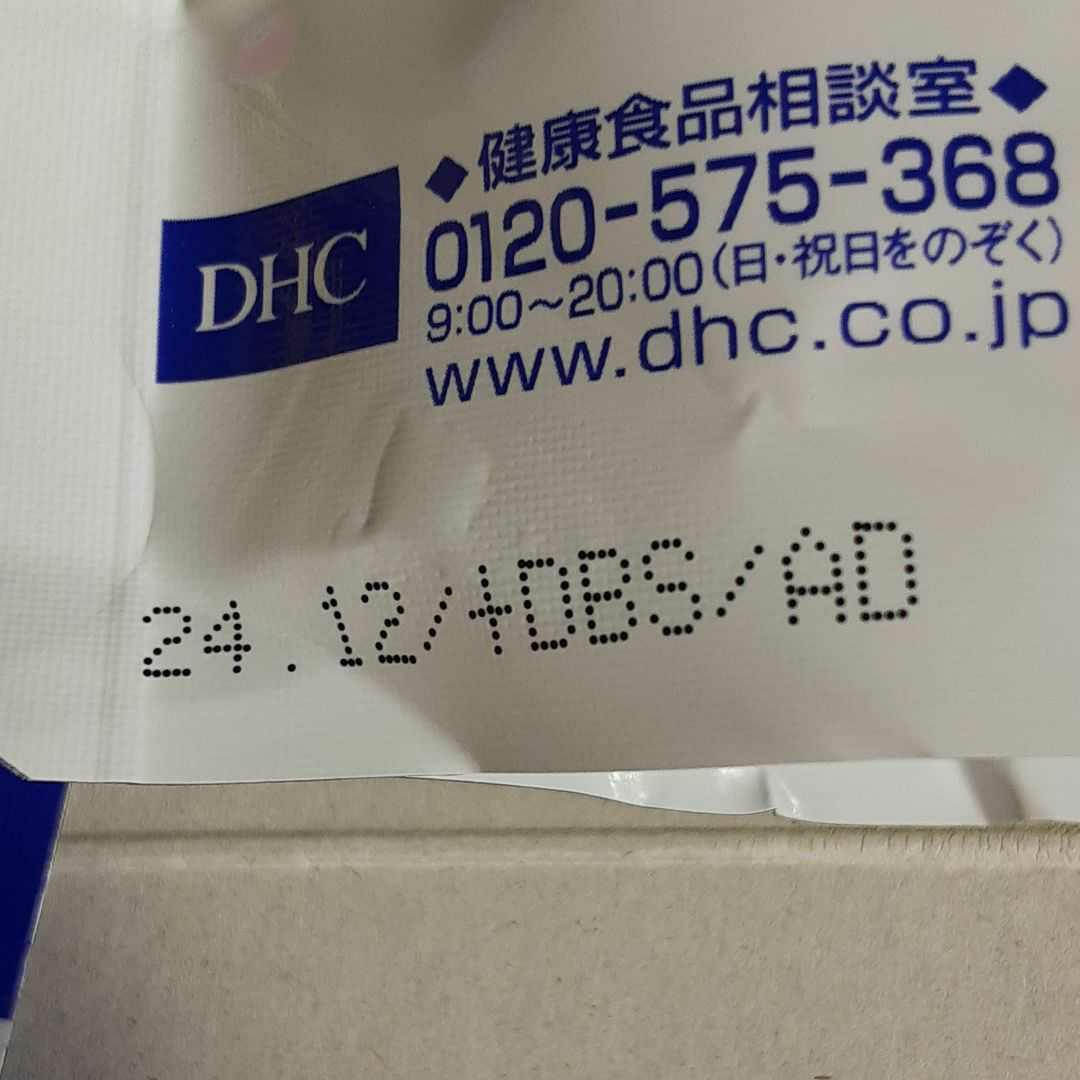 DHC
◆健康食品相談室◆
0120-575-368
9:00〜20:00(日・祝日をのぞく)
www.dhc.co.jp
24.12/4DBS/AD